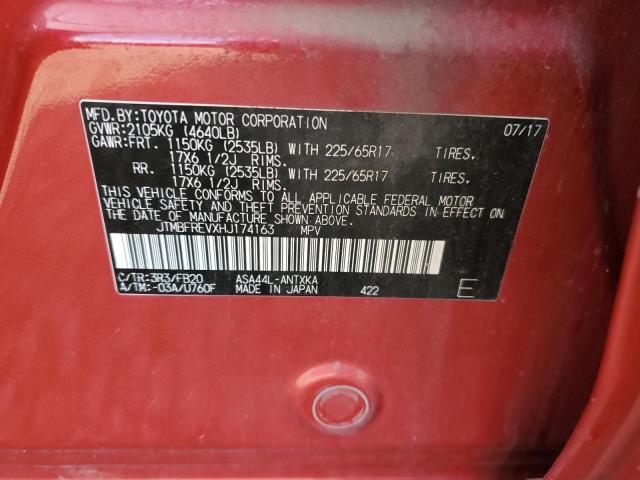 MFD.BY:TOYOTA MOTOR CORPORATION 07/17
GVWR:2105KG (4640LB)
GAWR:FRT. 1150KG (2535LB) WITH 225/65R17 TIRES.
17X6 1/2J RIMS.
RR. 1150KG (2535LB) WITH 225/65R17 TIRES.
17X6 1/2J RIMS.
THIS VEHICLE CONFORMS TO ALL APPLICABLE FEDERAL MOTOR
VEHICLE SAFETY AND THEFT PREVENTION STANDARDS IN EFFECT ON
THE DATE OF MANUFACTURE SHOWN ABOVE.
JTMBFREVXHJ174163 MPV
C/TR:3R3/FB20 ASA44L-ANTXKA
A/TM:-03A/U760F MADE IN JAPAN 422 E